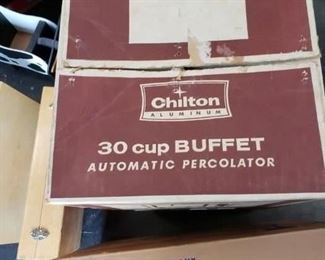 Chilton
ALUMINUM
30 cup BUFFET
AUTOMATIC PERCOLATOR